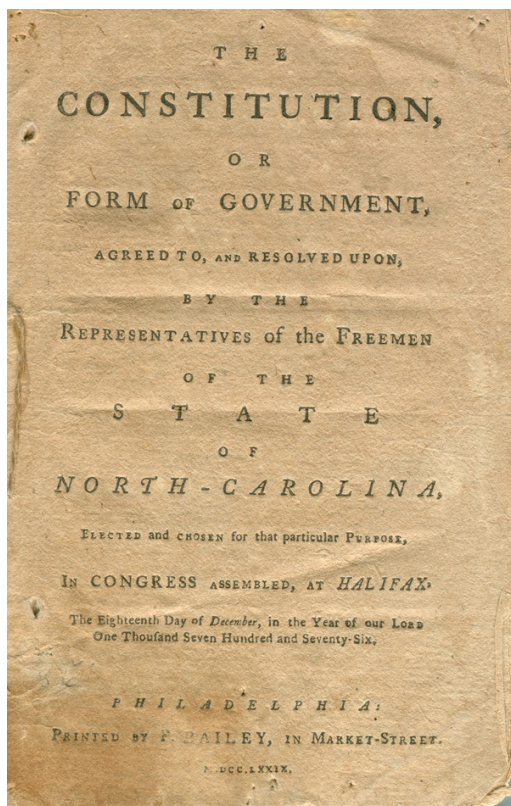 THE
CONSTITUTION,
OR
FORM OF GOVERNMENT,
AGREED TO, AND RESOLVED UPON,
BY THE
REPRESENTATIVES of the FREEMEN
OF THE
STATE
OF
NORTH-CAROLINA,
ELECTED and CHOSEN for that particular PURPOSE,
IN CONGRESS ASSEMBLED, AT HALIFAX,
The Eighteenth Day of December, in the Year of our LORD
One Thouſand Seven Hundred and Seventy-Six.
PHILADELPHIA:
PRINTED BY F. BAILEY, IN MARKET-STREET.
M.DCC.LXXIX.